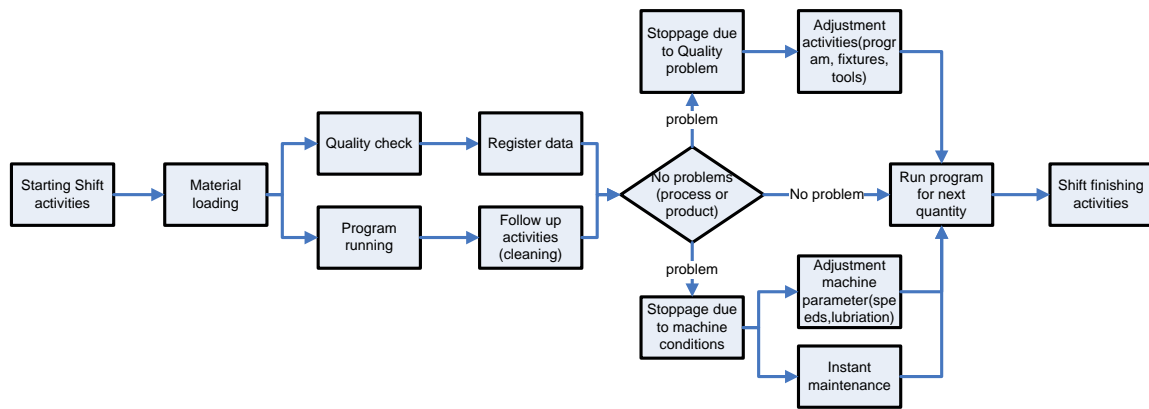 Starting Shift
activities
Material
loading
Quality check
Register data
Program
running
Follow up
activities
(cleaning)
No problems
(process or
product)
problem
Stoppage due
to Quality
problem
Adjustment
activities(prog
ram, fixtures,
tools)
No problem
problem
Stoppage due
to machine
conditions
Adjustment
machine
parameter(spe
eds,lubriation)
Instant
maintenance
Run program
for next
quantity
Shift finishing
activities